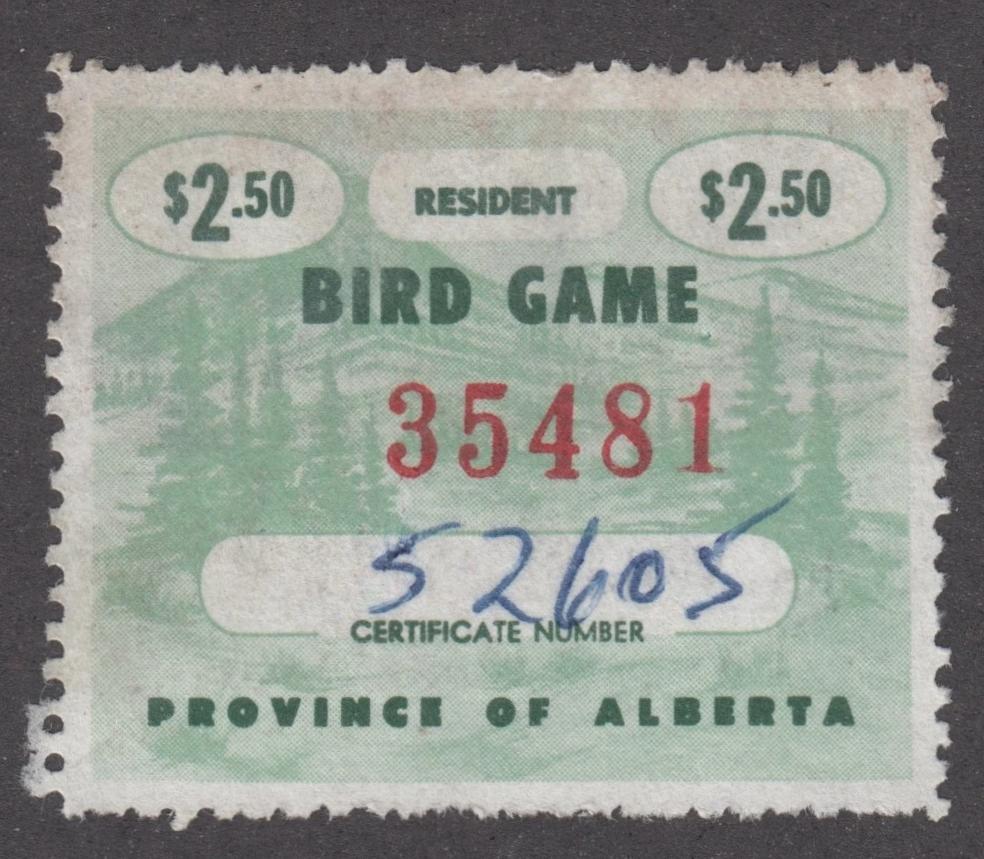 $2.50 RESIDENT $2.50
BIRD GAME
35481
52605
CERTIFICATE NUMBER
PROVINCE OF ALBERTA